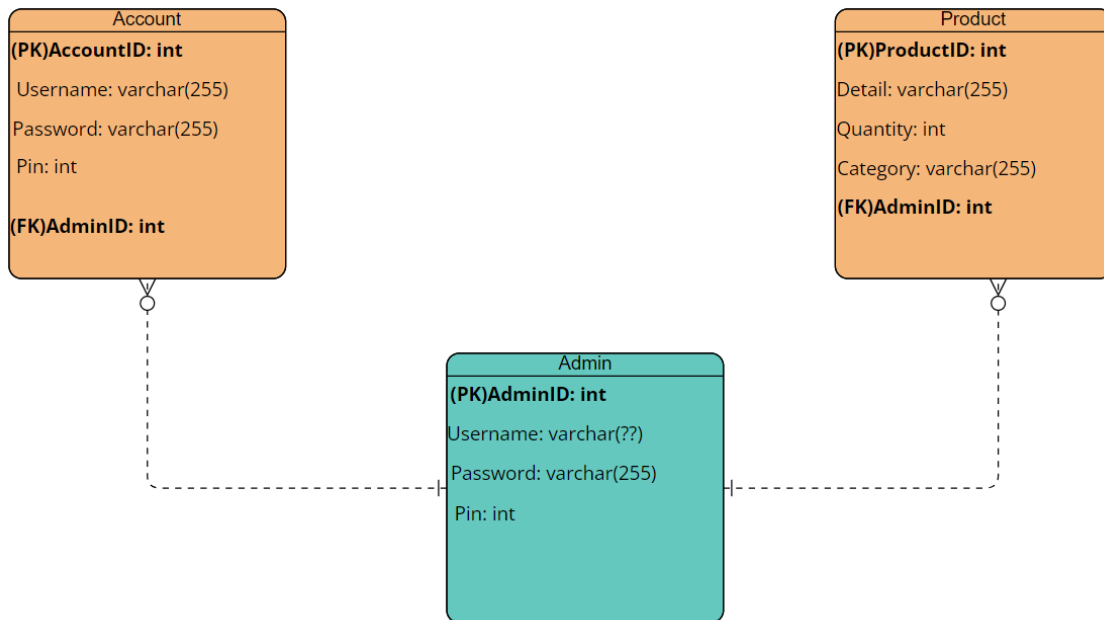 Account
(PK)AccountID: int
Username: varchar(255)
Password: varchar(255)
Pin: int
(FK)AdminID: int
Product
(PK)ProductID: int
Detail: varchar(255)
Quantity: int
Category: varchar(255)
(FK)AdminID: int
Admin
(PK)AdminID: int
Username: varchar(??)
Password: varchar(255)
Pin: int